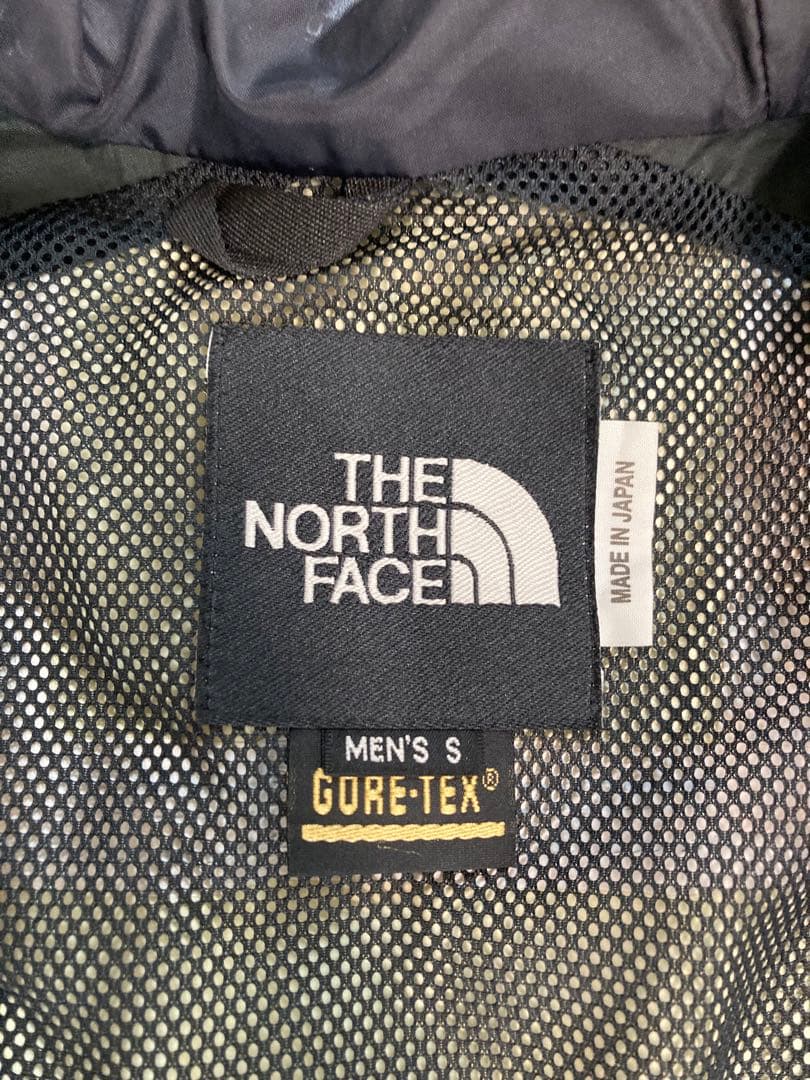 THE
NORTH
FACE
MADE IN JAPAN
MEN'S S
GORE-TEX®